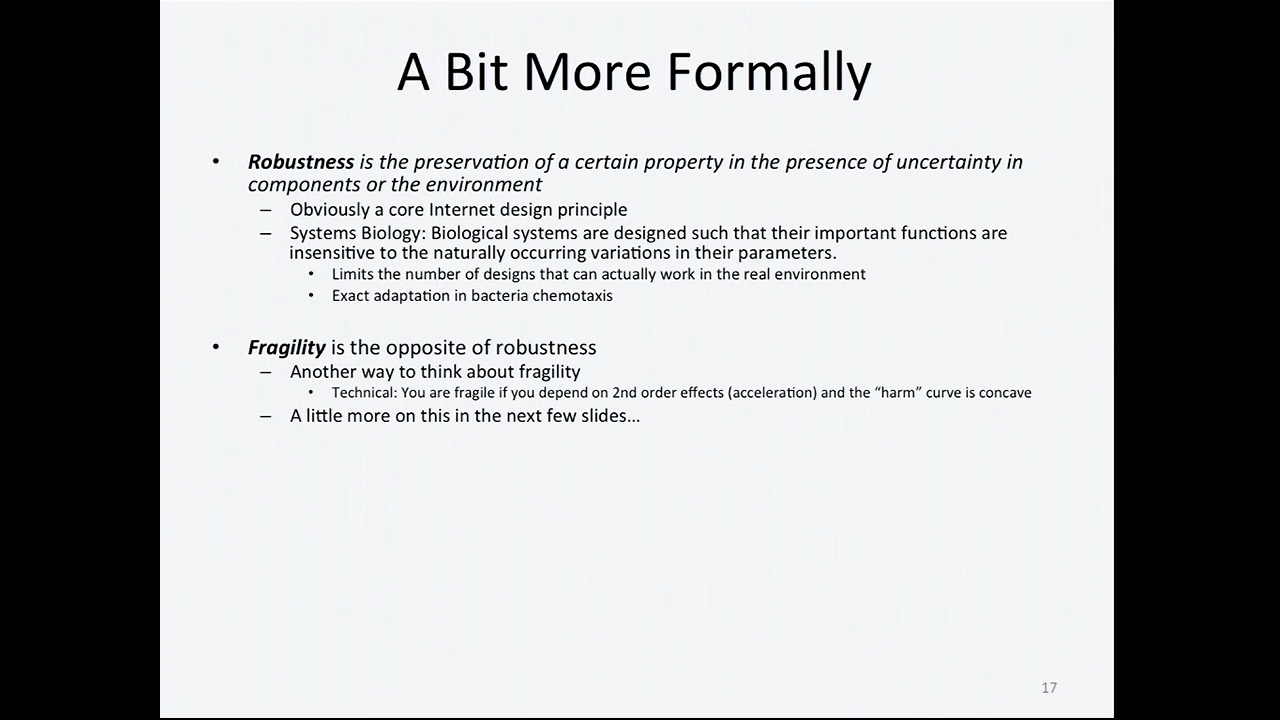 A Bit More Formally
• Robustness is the preservation of a certain property in the presence of uncertainty in
components or the environment
– Obviously a core Internet design principle
– Systems Biology: Biological systems are designed such that their important functions are
insensitive to the naturally occurring variations in their parameters.
• Limits the number of designs that can actually work in the real environment
• Exact adaptation in bacteria chemotaxis
• Fragility is the opposite of robustness
– Another way to think about fragility
• Technical: You are fragile if you depend on 2nd order effects (acceleration) and the “harm” curve is concave
– A little more on this in the next few slides...
17